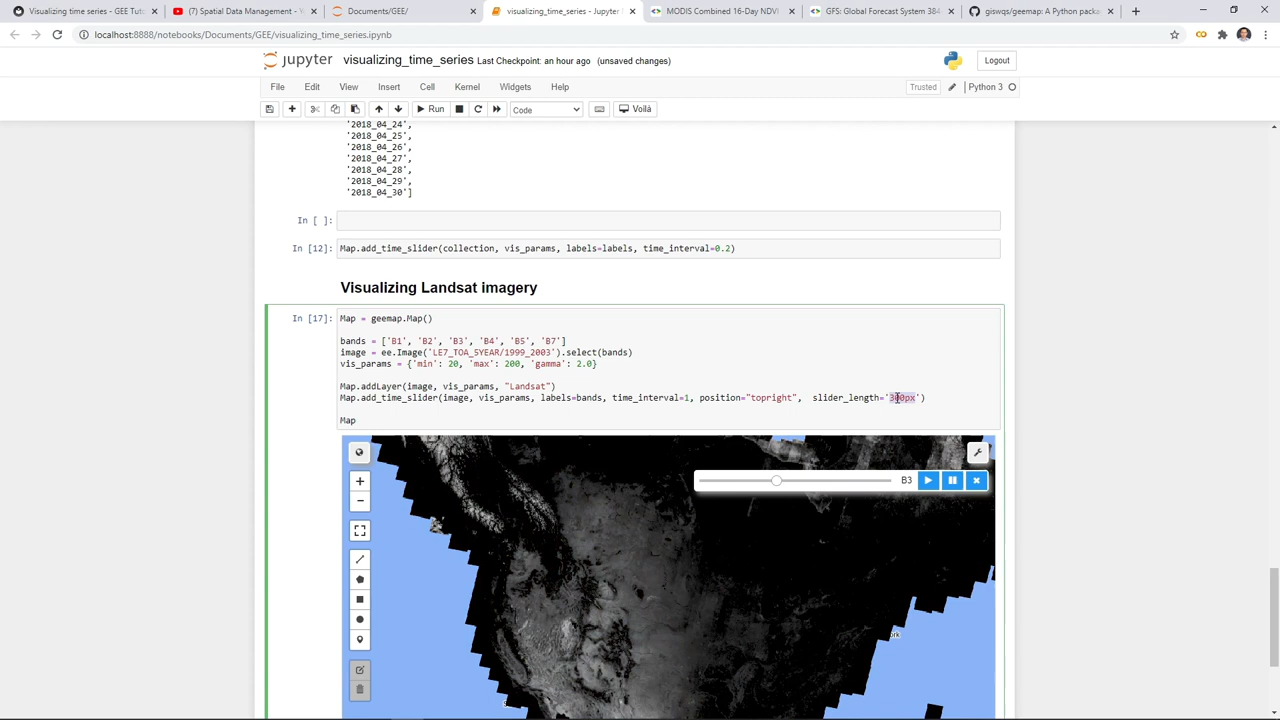 Visualizing time series - GEE Tuto
(7) Spatial Data Management - Y
Documents/GEE/
visualizing_time_series - Jupyter
MODIS Combined 16-Day NDVI
GFS: Global Forecast System 384
giswqs/geemap: A Python packa
localhost:8888/notebooks/Documents/GEE/visualizing_time_series.ipynb
jupyter visualizing_time_series Last Checkpoint: an hour ago (unsaved changes)
Logout
File Edit View Insert Cell Kernel Widgets Help
Trusted
Python 3
Run
Code
Voilà
'2018_04_24',
'2018_04_25',
'2018_04_26',
'2018_04_27',
'2018_04_28',
'2018_04_29',
'2018_04_30']
In [ ]:
In [12]: Map.add_time_slider(collection, vis_params, labels=labels, time_interval=0.2)
Visualizing Landsat imagery
In [17]: Map = geemap.Map()
bands = ['B1', 'B2', 'B3', 'B4', 'B5', 'B7']
image = ee.Image('LE7_TOA_5YEAR/1999_2003').select(bands)
vis_params = {'min': 20, 'max': 200, 'gamma': 2.0}
Map.addLayer(image, vis_params, "Landsat")
Map.add_time_slider(image, vis_params, labels=bands, time_interval=1, position="topright",  slider_length='300px')
Map
B3